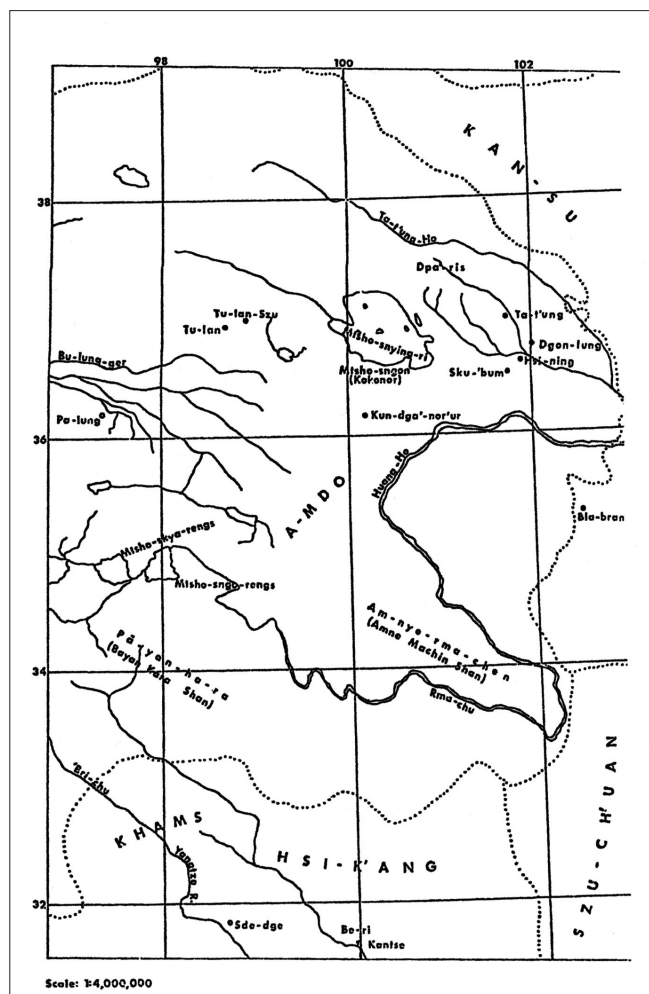 98
100
102
KAN-SU
38
Ta-t'ung-Ho
Dpa-ris
Tu-lan-Szu
Tu-lan
Ta-t'ung
Mtsho-snying-ri
Dgon-lung
Bu-lung-ger
Mtsho-sngon
(Kokonor)
Sku-'bum
Hsi-ning
Pa-lung
Kun-dga'-nor'ur
36
Huang-Ho
A-MDO
Bla-bran
Mtsho-skya-rengs
Mtsho-sngo-rengs
Am-nye-rma-chen
(Amne Machin Shan)
Pā-yan-ha-ra
(Bayan Kara Shan)
34
Rma-chu
'Bri-chu
KHAMS
Yangtze R.
HSI-K'ANG
SZU-CH'UAN
32
Sde-dge
Be-ri
Kantse
Scale: 1:4,000,000